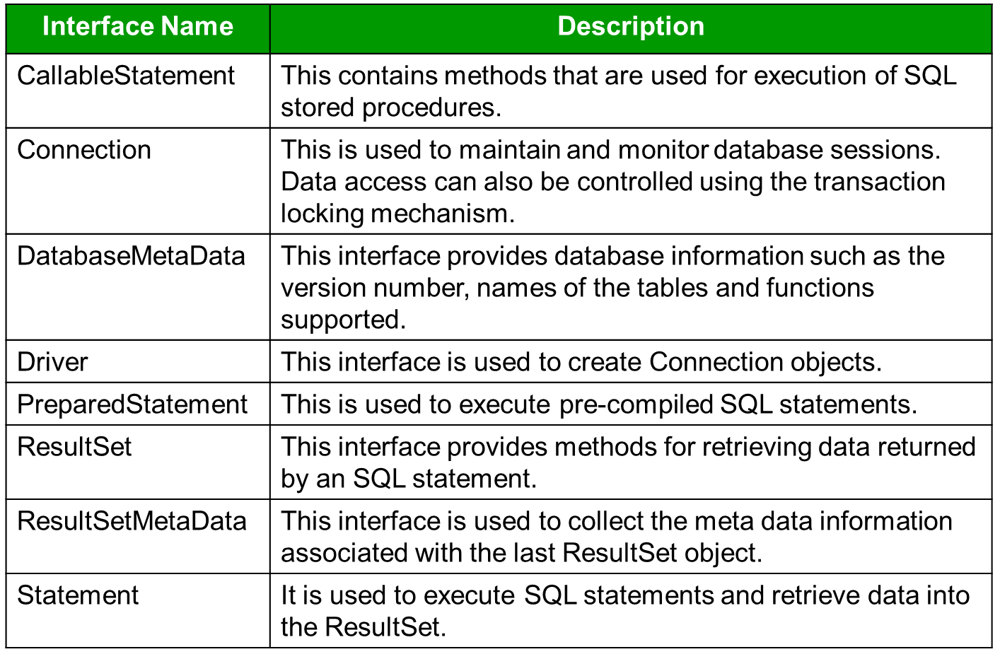 Interface Name
Description
CallableStatement
This contains methods that are used for execution of SQL
stored procedures.
Connection
This is used to maintain and monitor database sessions.
Data access can also be controlled using the transaction
locking mechanism.
DatabaseMetaData
This interface provides database information such as the
version number, names of the tables and functions
supported.
Driver
This interface is used to create Connection objects.
PreparedStatement
This is used to execute pre-compiled SQL statements.
ResultSet
This interface provides methods for retrieving data returned
by an SQL statement.
ResultSetMetaData
This interface is used to collect the meta data information
associated with the last ResultSet object.
Statement
It is used to execute SQL statements and retrieve data into
the ResultSet.